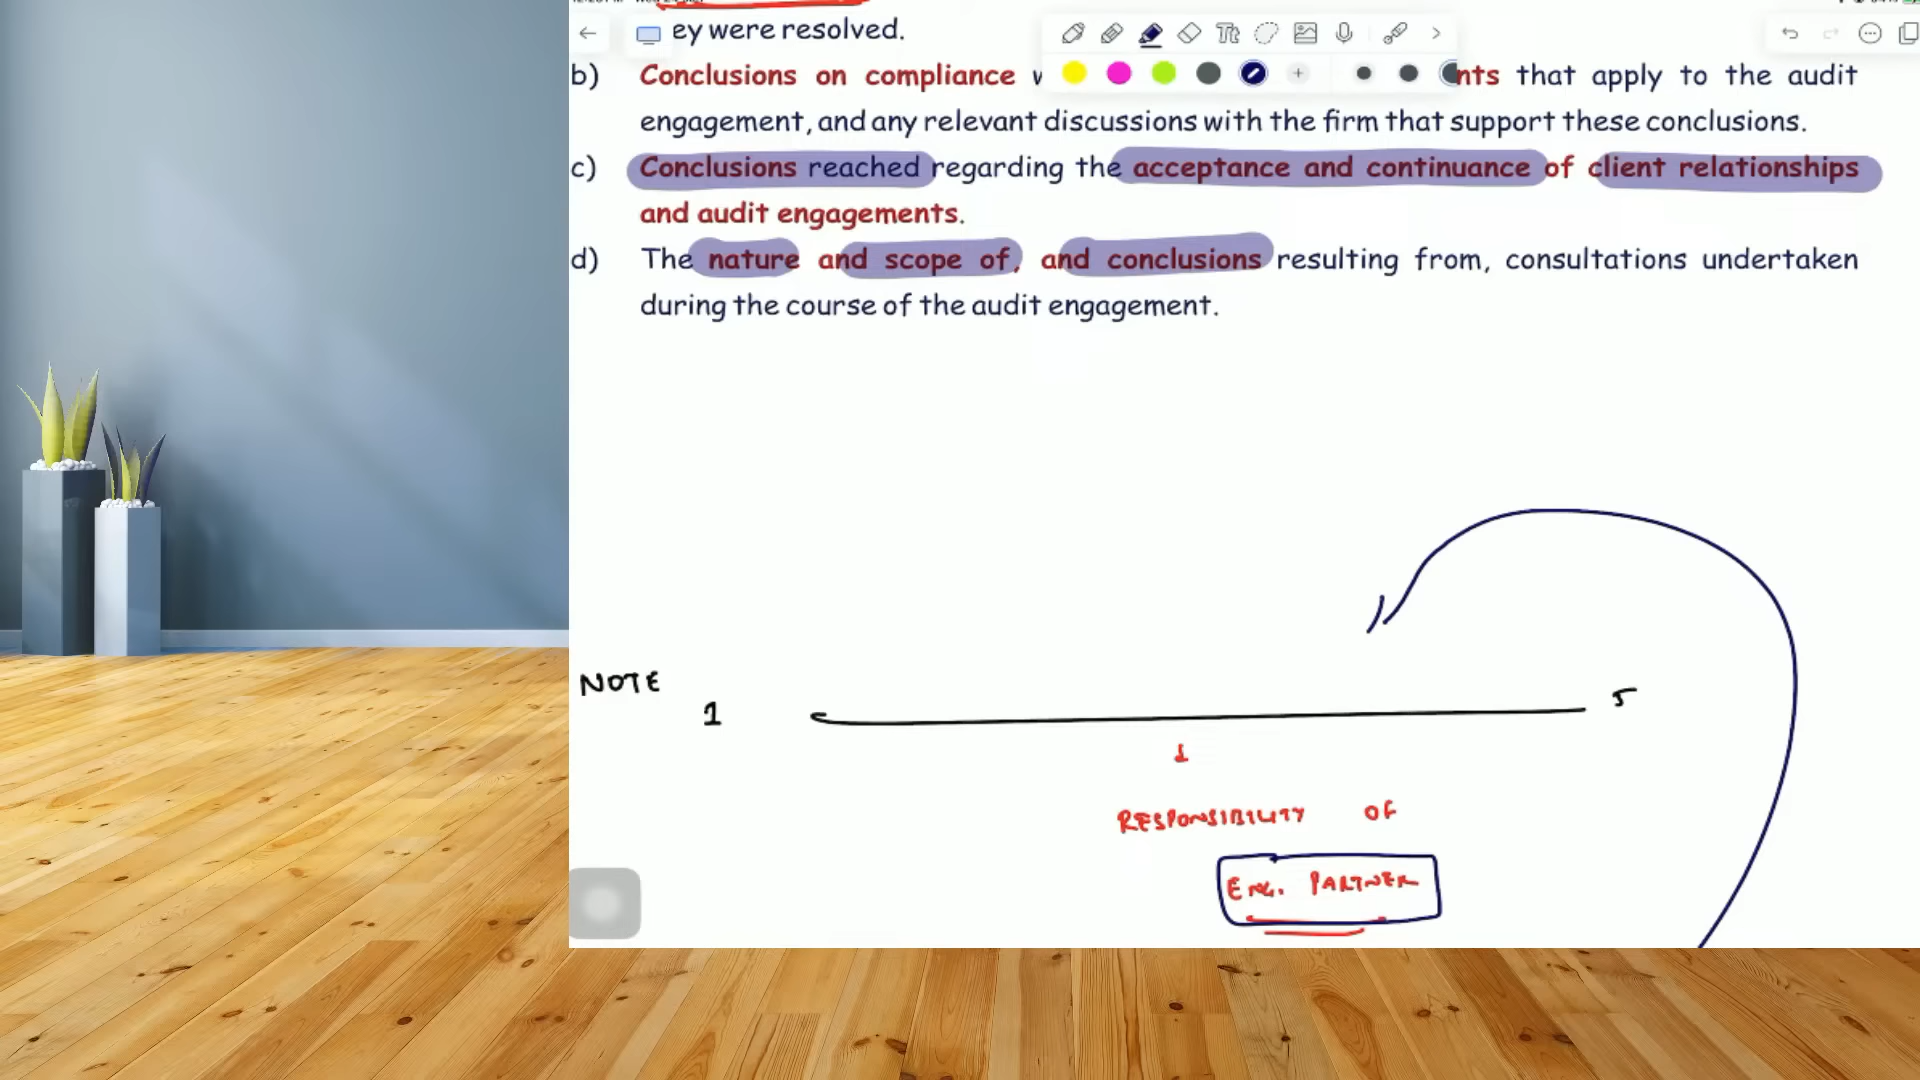 ey were resolved.
b) Conclusions on compliance nts that apply to the audit
engagement, and any relevant discussions with the firm that support these conclusions.
c) Conclusions reached regarding the acceptance and continuance of client relationships
and audit engagements.
d) The nature and scope of, and conclusions resulting from, consultations undertaken
during the course of the audit engagement.
NOTE
1 5
RESPONSIBILITY OF
ENG. PARTNER